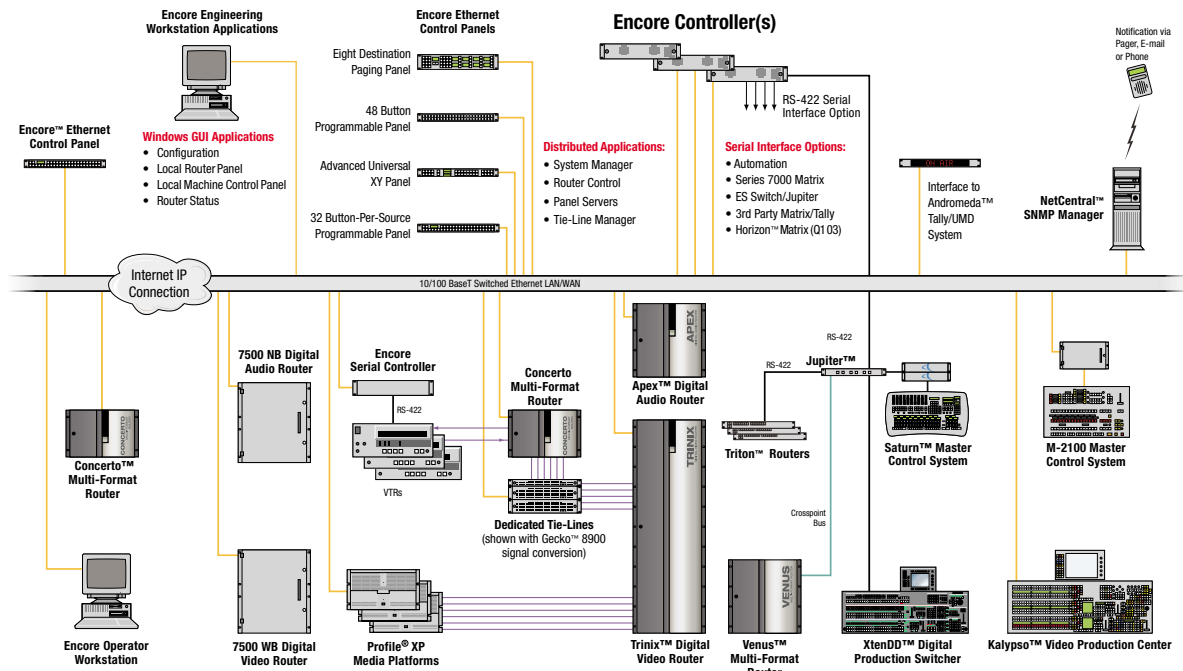 Encore Engineering
Workstation Applications
Encore Ethernet
Control Panels
Encore Controller(s)
Notification via
Pager, E-mail
or Phone
Eight Destination
Paging Panel
48 Button
Programmable Panel
Advanced Universal
XY Panel
32 Button-Per-Source
Programmable Panel
RS-422 Serial
Interface Option
Encore™ Ethernet
Control Panel
Windows GUI Applications
• Configuration
• Local Router Panel
• Local Machine Control Panel
• Router Status
Distributed Applications:
• System Manager
• Router Control
• Panel Servers
• Tie-Line Manager
Serial Interface Options:
• Automation
• Series 7000 Matrix
• ES Switch/Jupiter
• 3rd Party Matrix/Tally
• Horizon™ Matrix (Q103)
ON AIR
Interface to
Andromeda™
Tally/UMD
System
NetCentral™
SNMP Manager
Internet IP
Connection
10/100 BaseT Switched Ethernet LAN/WAN
7500 NB Digital
Audio Router
Encore
Serial Controller
RS-422
VTRs
Concerto
Multi-Format
Router
CONCERTO
APEX
Apex™ Digital
Audio Router
RS-422
RS-422
Jupiter™
Triton™ Routers
Saturn™ Master
Control System
M-2100 Master
Control System
CONCERTO
Concerto™
Multi-Format
Router
TRINIX
Dedicated Tie-Lines
(shown with Gecko™ 8900
signal conversion)
Crosspoint
Bus
VENUS
Encore Operator
Workstation
7500 WB Digital
Video Router
Profile® XP
Media Platforms
Trinix™ Digital
Video Router
Venus™
Multi-Format
Router
XtenDD™ Digital
Production Switcher
Kalypso™ Video Production Center